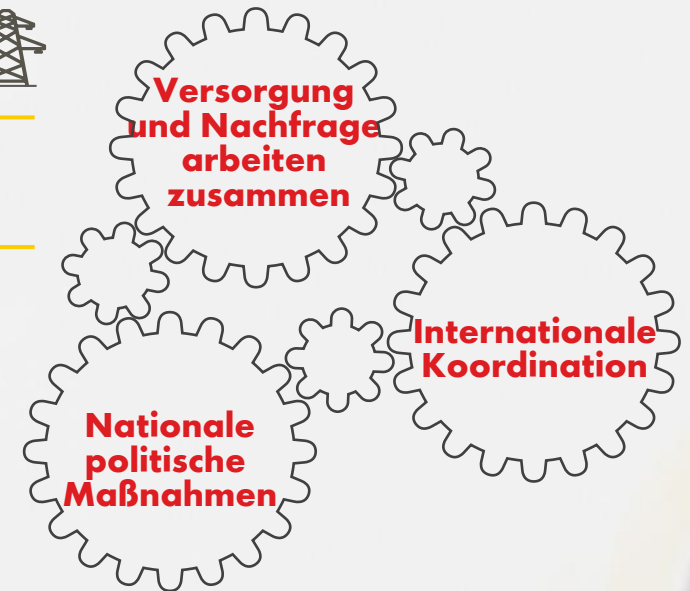 Versorgung
und Nachfrage
arbeiten
zusammen
Internationale
Koordination
Nationale
politische
Maßnahmen